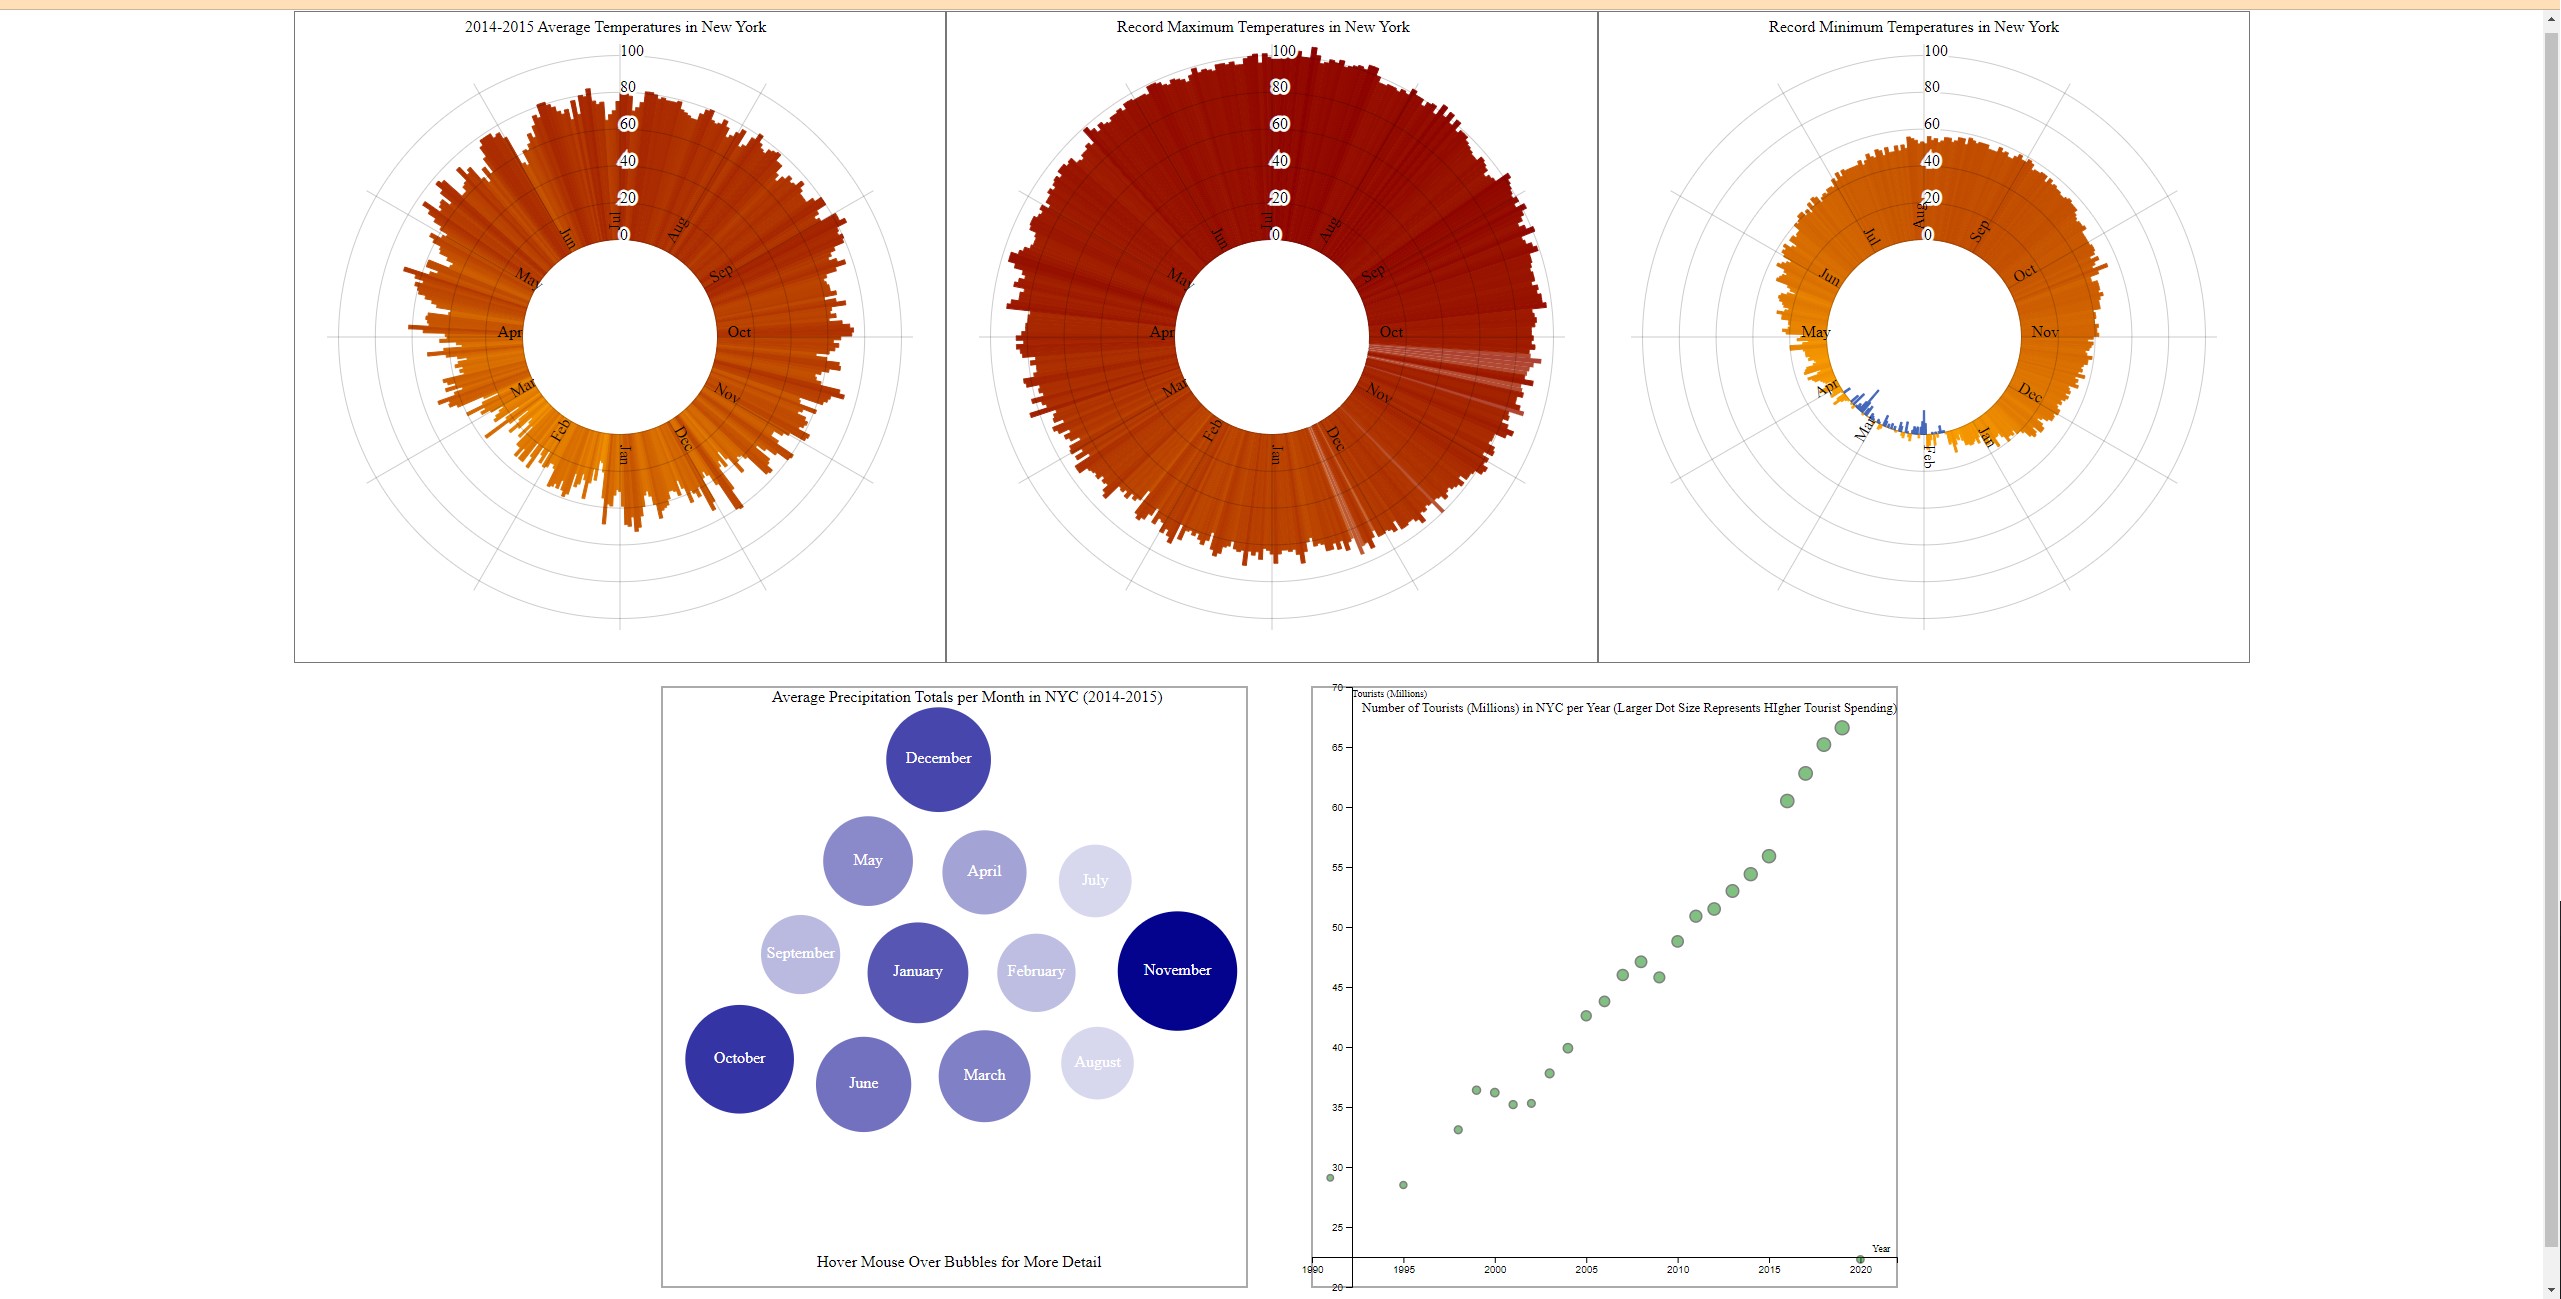 2014-2015 Average Temperatures in New York
100
80
60
40
20
0
Jul
Aug
Sep
Oct
Nov
Dec
Jan
Feb
Mar
Apr
May
Jun
Record Maximum Temperatures in New York
100
80
60
40
20
0
Jul
Aug
Sep
Oct
Nov
Dec
Jan
Feb
Mar
Apr
May
Jun
Record Minimum Temperatures in New York
100
80
60
40
20
0
Aug
Sep
Oct
Nov
Dec
Jan
Feb
Mar
Apr
May
Jun
Jul
Average Precipitation Totals per Month in NYC (2014-2015)
December
May
April
July
September
January
February
November
October
June
March
August
Hover Mouse Over Bubbles for More Detail
Tourists (Millions)
Number of Tourists (Millions) in NYC per Year (Larger Dot Size Represents HIgher Tourist Spending)
70
65
60
55
50
45
40
35
30
25
20
Year
1990
1995
2000
2005
2010
2015
2020